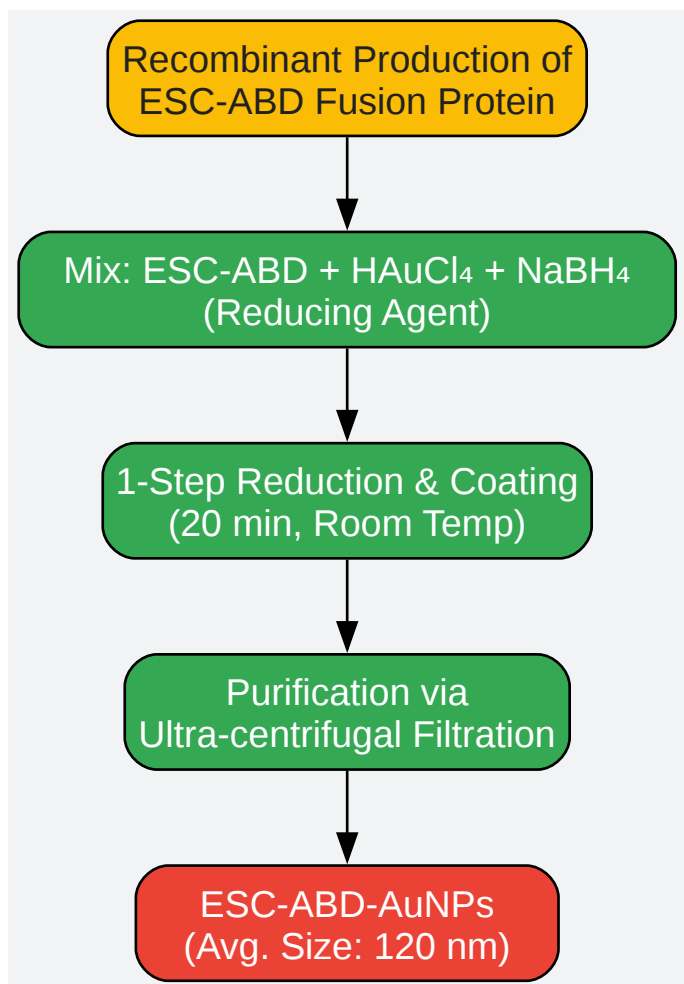 Recombinant Production of
ESC-ABD Fusion Protein
Mix: ESC-ABD + HAuCl₄ + NaBH₄
(Reducing Agent)
1-Step Reduction & Coating
(20 min, Room Temp)
Purification via
Ultra-centrifugal Filtration
ESC-ABD-AuNPs
(Avg. Size: 120 nm)